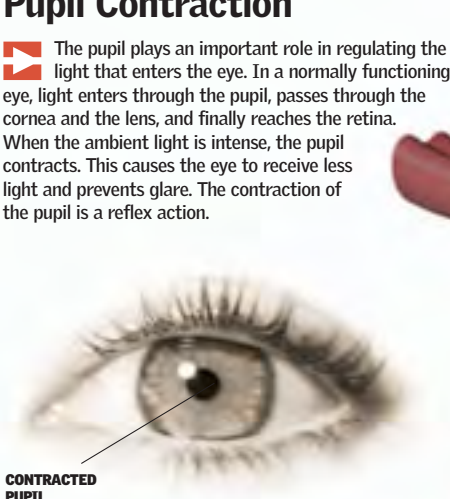 Pupil Contraction
The pupil plays an important role in regulating the
light that enters the eye. In a normally functioning
eye, light enters through the pupil, passes through the
cornea and the lens, and finally reaches the retina.
When the ambient light is intense, the pupil
contracts. This causes the eye to receive less
light and prevents glare. The contraction of
the pupil is a reflex action.
CONTRACTED
PUPIL